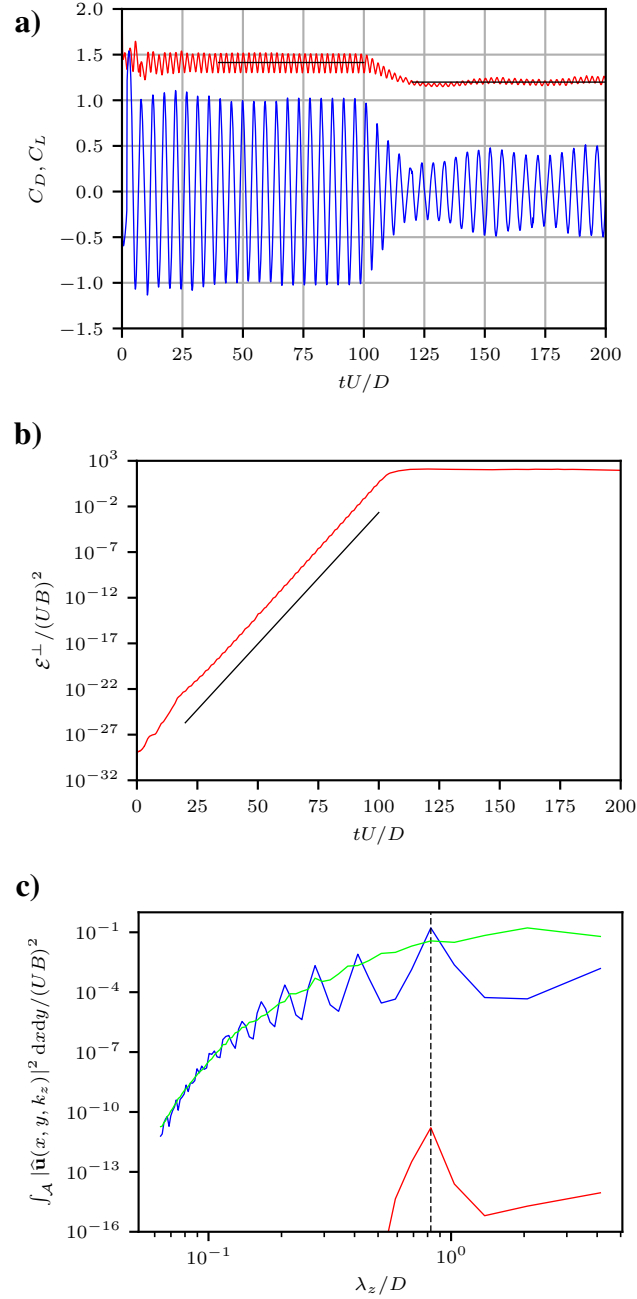 a)
2.0
1.5
1.0
0.5
0.0
−0.5
−1.0
−1.5
C_D, C_L
0 25 50 75 100 125 150 175 200
tU/D
b)
10^3
10^−2
10^−7
10^−12
10^−17
10^−22
10^−27
10^−32
ℰ^⊥/(UB)^2
0 25 50 75 100 125 150 175 200
tU/D
c)
10^−1
10^−4
10^−7
10^−10
10^−13
10^−16
∫_𝒜 |û(x, y, k_z)|^2 dxdy/(UB)^2
10^−1 10^0
λ_z/D